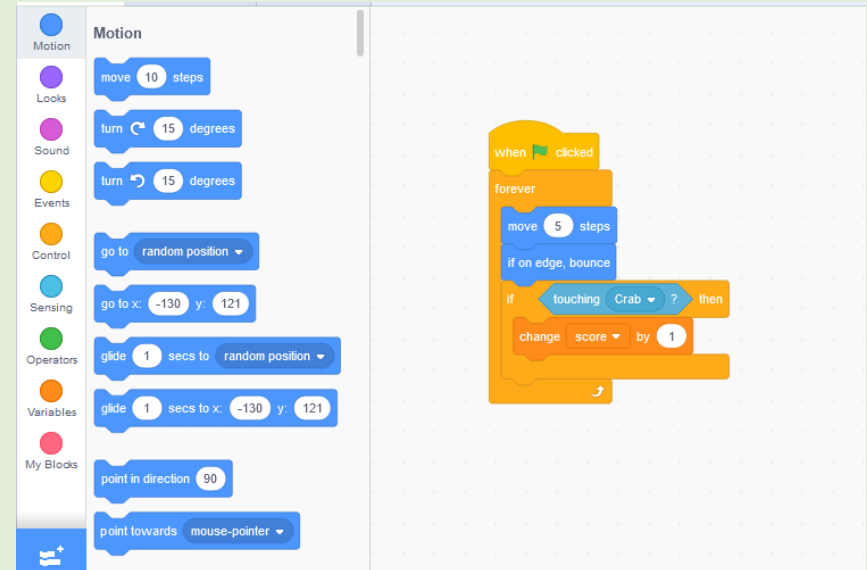 Motion
Looks
Sound
Events
Control
Sensing
Operators
Variables
My Blocks
Motion
move 10 steps
turn 15 degrees
turn 15 degrees
go to random position
go to x: -130 y: 121
glide 1 secs to random position
glide 1 secs to x: -130 y: 121
point in direction 90
point towards mouse-pointer
when clicked
forever
move 5 steps
if on edge, bounce
if touching Crab ? then
change score by 1